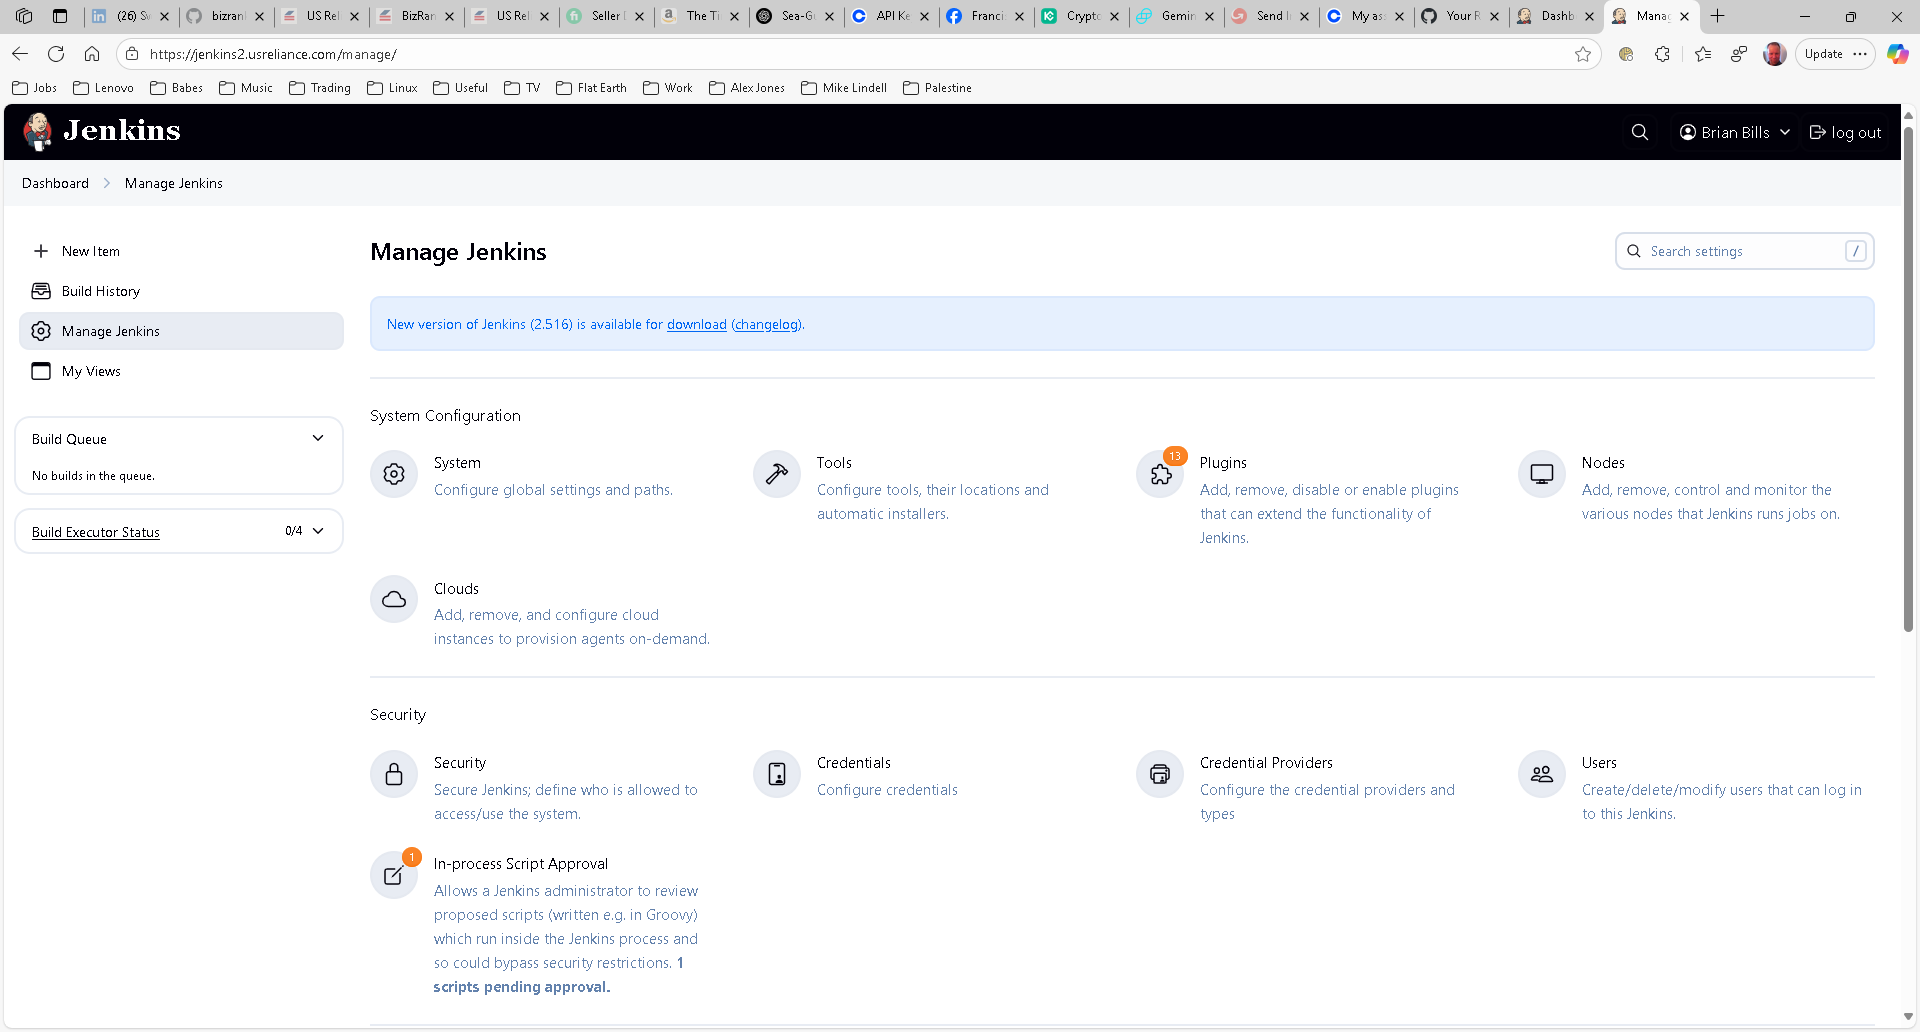 (26) Sw
bizrank
US Reli
BizRan
US Reli
Seller
The Ti
Sea-Gu
API Ke
Franci
Crypto
Gemin
Send
My as
Your R
Dashb
Manag
https://jenkins2.usreliance.com/manage/
Update
Jobs
Lenovo
Babes
Music
Trading
Linux
Useful
TV
Flat Earth
Work
Alex Jones
Mike Lindell
Palestine
Jenkins
Brian Bills
log out
Dashboard
Manage Jenkins
New Item
Build History
Manage Jenkins
My Views
Build Queue
No builds in the queue.
Build Executor Status
0/4
Manage Jenkins
Search settings
/
New version of Jenkins (2.516) is available for download (changelog).
System Configuration
System
Configure global settings and paths.
Tools
Configure tools, their locations and
automatic installers.
13
Plugins
Add, remove, disable or enable plugins
that can extend the functionality of
Jenkins.
Nodes
Add, remove, control and monitor the
various nodes that Jenkins runs jobs on.
Clouds
Add, remove, and configure cloud
instances to provision agents on-demand.
Security
Security
Secure Jenkins; define who is allowed to
access/use the system.
Credentials
Configure credentials
Credential Providers
Configure the credential providers and
types
Users
Create/delete/modify users that can log in
to this Jenkins.
1
In-process Script Approval
Allows a Jenkins administrator to review
proposed scripts (written e.g. in Groovy)
which run inside the Jenkins process and
so could bypass security restrictions. 1
scripts pending approval.